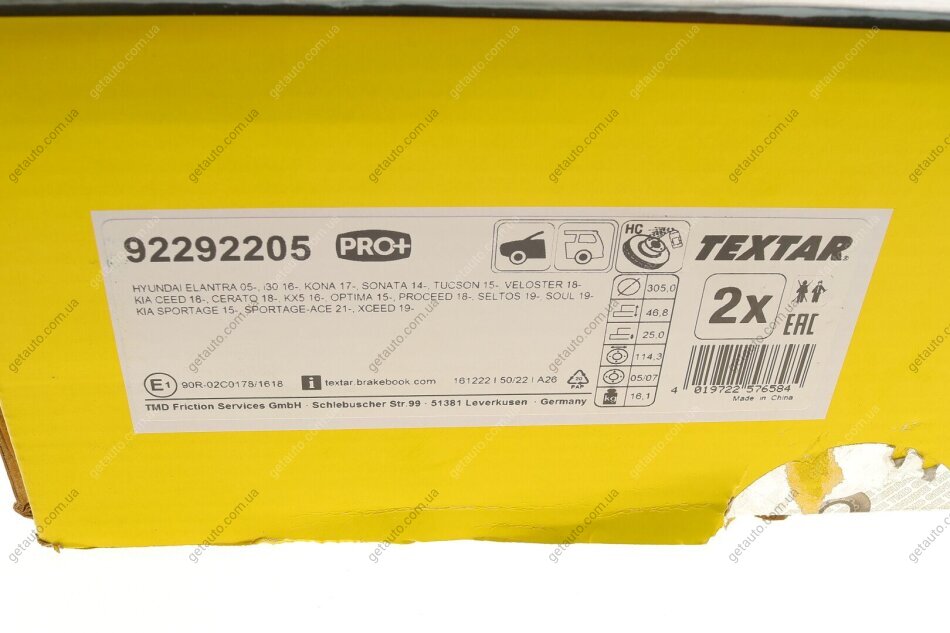 92292205 PRO+ HC TEXTAR®
HYUNDAI ELANTRA 05-, i30 16-, KONA 17-, SONATA 14-, TUCSON 15-, VELOSTER 18-
KIA CEED 18-, CERATO 18-, KX5 16-, OPTIMA 15-, PROCEED 18-, SELTOS 19-, SOUL 19-
KIA SPORTAGE 15-, SPORTAGE-ACE 21-, XCEED 19-
305,0
46,8
25,0
114,3
05/07
kg 16,1
2x
EAC
E1 90R-02C0178/1618 i textar.brakebook.com 161222 I 50/22 I A26 20 PAP
TMD Friction Services GmbH · Schlebuscher Str.99 · 51381 Leverkusen · Germany
4 019722 576584
Made in China
getauto.com.ua